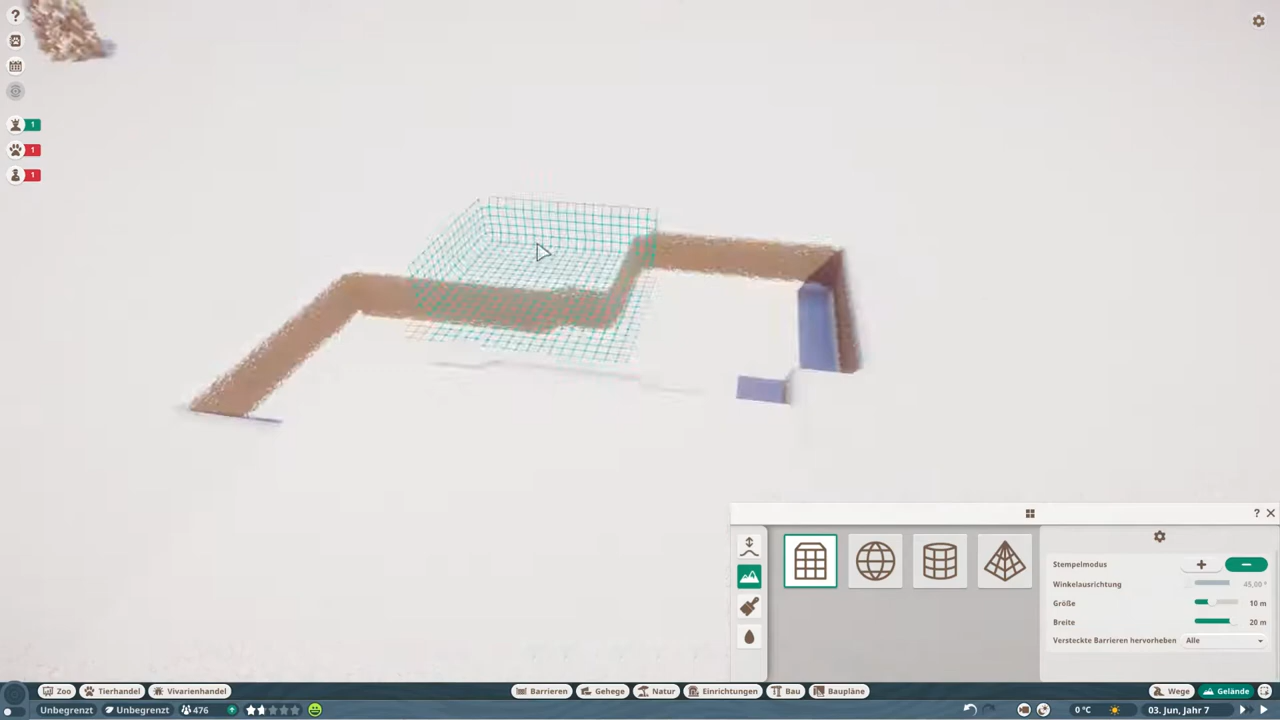 ?
1
1
1
? ×
Stempelmodus + −
Winkelausrichtung 45,00 °
Größe 10 m
Breite 20 m
Versteckte Barrieren hervorheben Alle
Zoo Tierhandel Vivarienhandel Barrieren Gehege Natur Einrichtungen Bau Baupläne Wege Gelände
Unbegrenzt Unbegrenzt 476 0 °C 03. Jun, Jahr 7